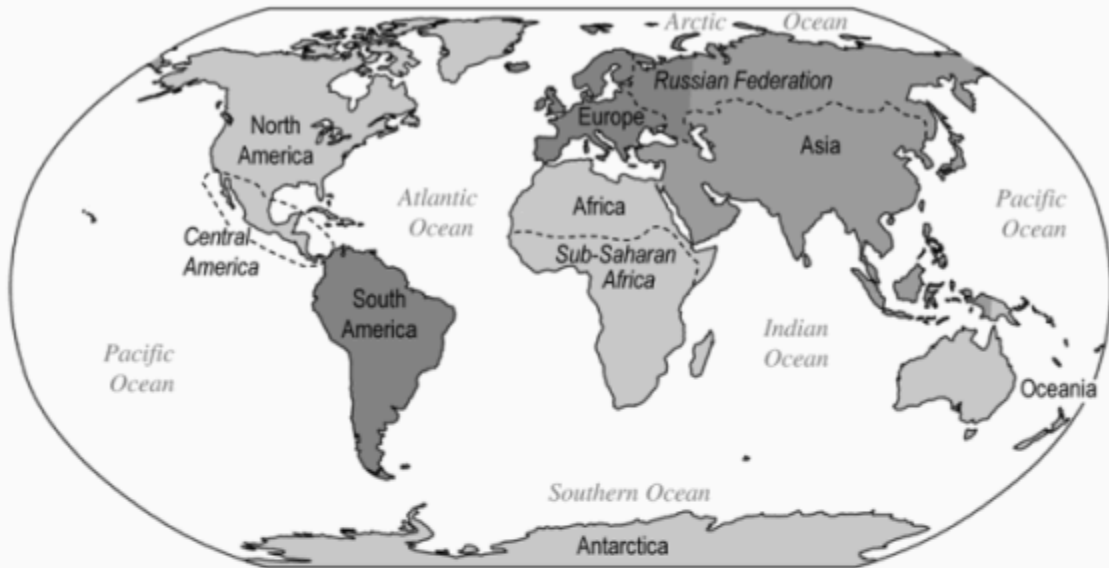 Arctic Ocean
Russian Federation
North
America
Europe
Asia
Atlantic
Ocean
Africa
Pacific
Ocean
Central
America
Sub-Saharan
Africa
South
America
Indian
Ocean
Pacific
Ocean
Oceania
Southern Ocean
Antarctica